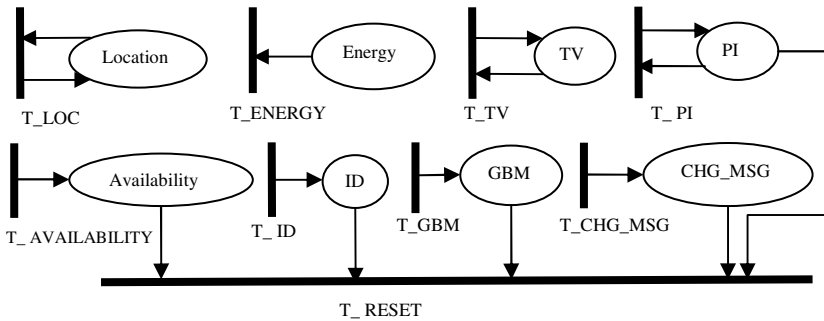 Location
Energy
TV
PI
T_LOC
T_ENERGY
T_TV
T_ PI
Availability
ID
GBM
CHG_MSG
T_ AVAILABILITY
T_ ID
T_GBM
T_CHG_MSG
T_ RESET